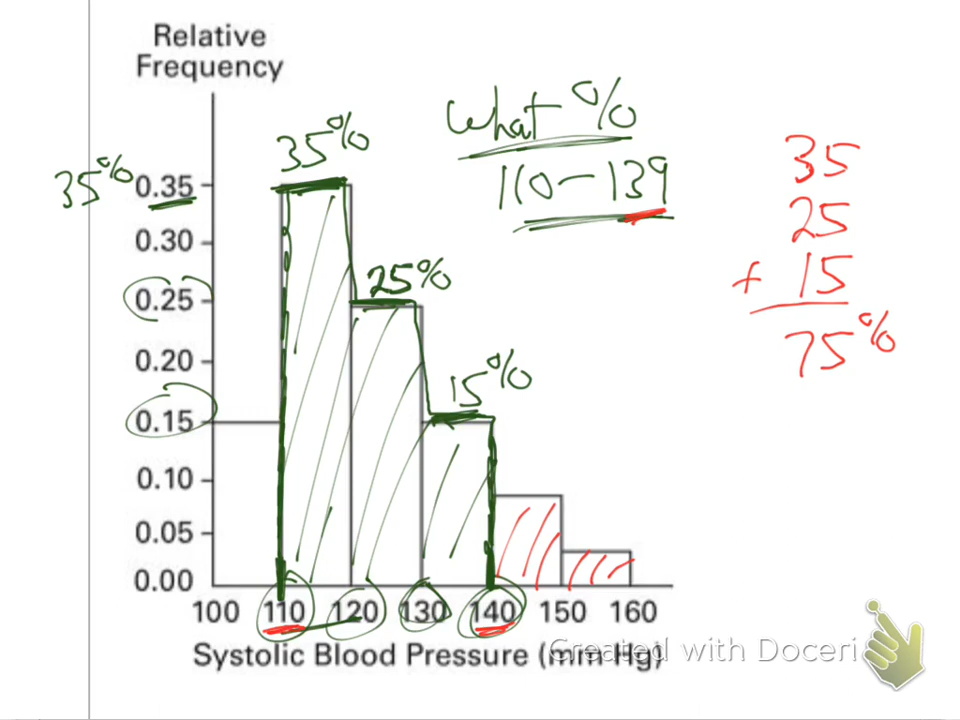 Relative
Frequency
what %
35%
35
110-139
35%
0.35
25
0.30
+ 15
25%
0.25
75%
0.20
15%
0.15
0.10
0.05
0.00
100 110 120 130 140 150 160
Systolic Blood Pressure (mmHg)
Created with Doceri